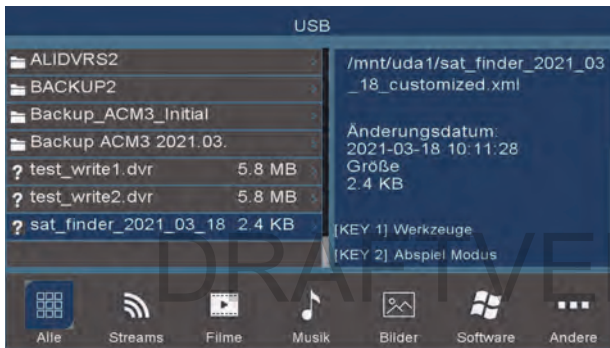 USB
ALIDVRS2
BACKUP2
Backup_ACM3_Initial
Backup ACM3 2021.03.
? test_write1.dvr 5.8 MB
? test_write2.dvr 5.8 MB
? sat_finder_2021_03_18 2.4 KB
/mnt/uda1/sat_finder_2021_03
_18_customized.xml
Änderungsdatum:
2021-03-18 10:11:28
Größe
2.4 KB
[KEY 1] Werkzeuge
[KEY 2] Abspiel Modus
DRAFTVE
Alle Streams Filme Musik Bilder Software Andere